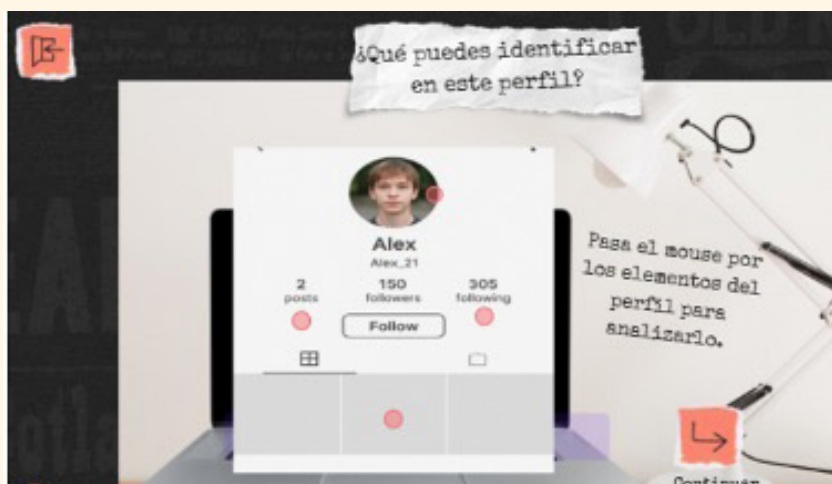 ¿Qué puedes identificar
en este perfil?
Alex
Alex_21
2
posts
150
followers
305
following
Follow
Pasa el mouse por
los elementos del
perfil para
analizarlo.
Continuar